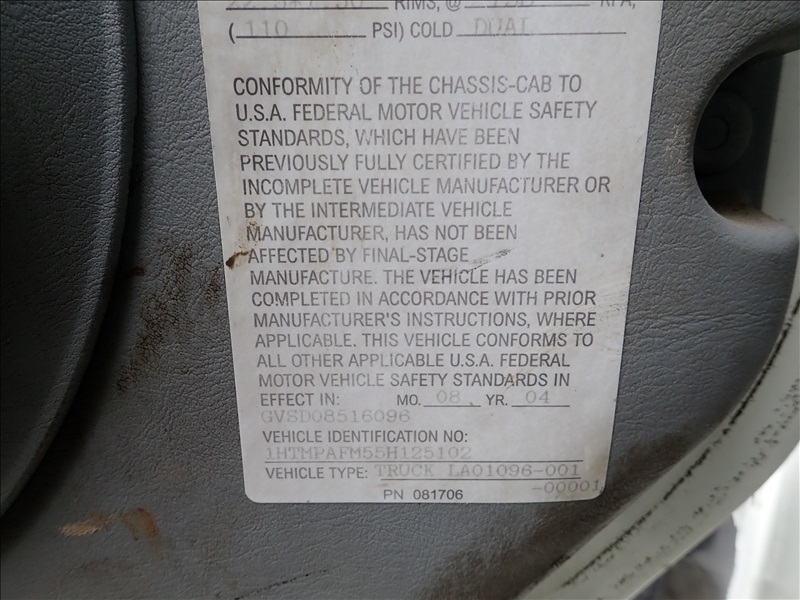 RIMS, @ KPA,
(110 PSI) COLD DUAL
CONFORMITY OF THE CHASSIS-CAB TO
U.S.A. FEDERAL MOTOR VEHICLE SAFETY
STANDARDS, WHICH HAVE BEEN
PREVIOUSLY FULLY CERTIFIED BY THE
INCOMPLETE VEHICLE MANUFACTURER OR
BY THE INTERMEDIATE VEHICLE
MANUFACTURER, HAS NOT BEEN
AFFECTED BY FINAL-STAGE
MANUFACTURE. THE VEHICLE HAS BEEN
COMPLETED IN ACCORDANCE WITH PRIOR
MANUFACTURER'S INSTRUCTIONS, WHERE
APPLICABLE. THIS VEHICLE CONFORMS TO
ALL OTHER APPLICABLE U.S.A. FEDERAL
MOTOR VEHICLE SAFETY STANDARDS IN
EFFECT IN: MO. 08 YR. 04
GVSD08516096
VEHICLE IDENTIFICATION NO:
1HTMPAFM55H125102
VEHICLE TYPE: TRUCK LA01096-001
-00001
PN 081706